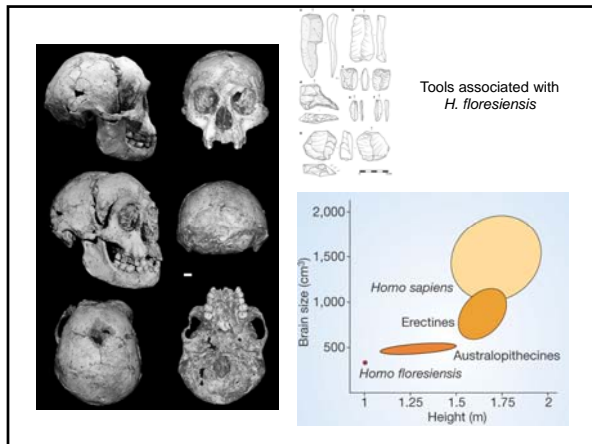 Tools associated with
H. floresiensis
2,000
1,500
1,000
500
Brain size (cm³)
Homo sapiens
Erectines
Australopithecines
Homo floresiensis
1
1.25
1.5
1.75
2
Height (m)